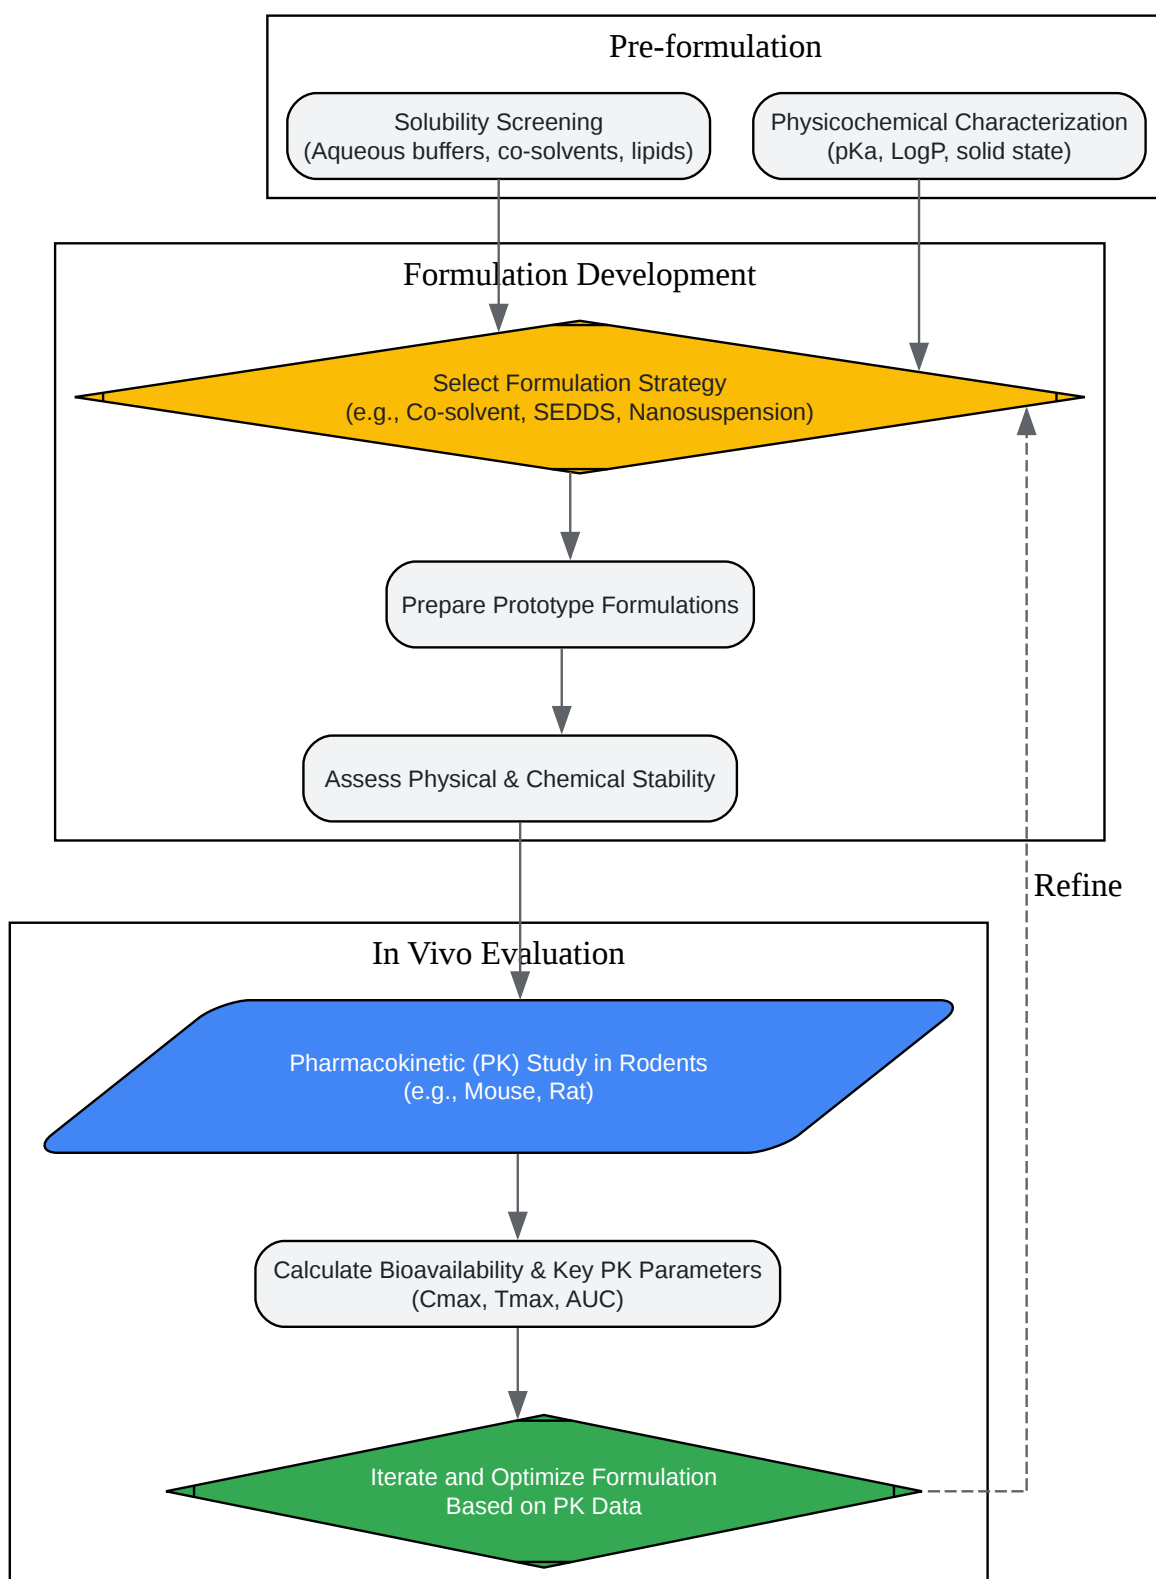 Pre-formulation
Solubility Screening
(Aqueous buffers, co-solvents, lipids)
Physicochemical Characterization
(pKa, LogP, solid state)
Formulation Development
Select Formulation Strategy
(e.g., Co-solvent, SEDDS, Nanosuspension)
Prepare Prototype Formulations
Assess Physical & Chemical Stability
Refine
In Vivo Evaluation
Pharmacokinetic (PK) Study in Rodents
(e.g., Mouse, Rat)
Calculate Bioavailability & Key PK Parameters
(Cmax, Tmax, AUC)
Iterate and Optimize Formulation
Based on PK Data